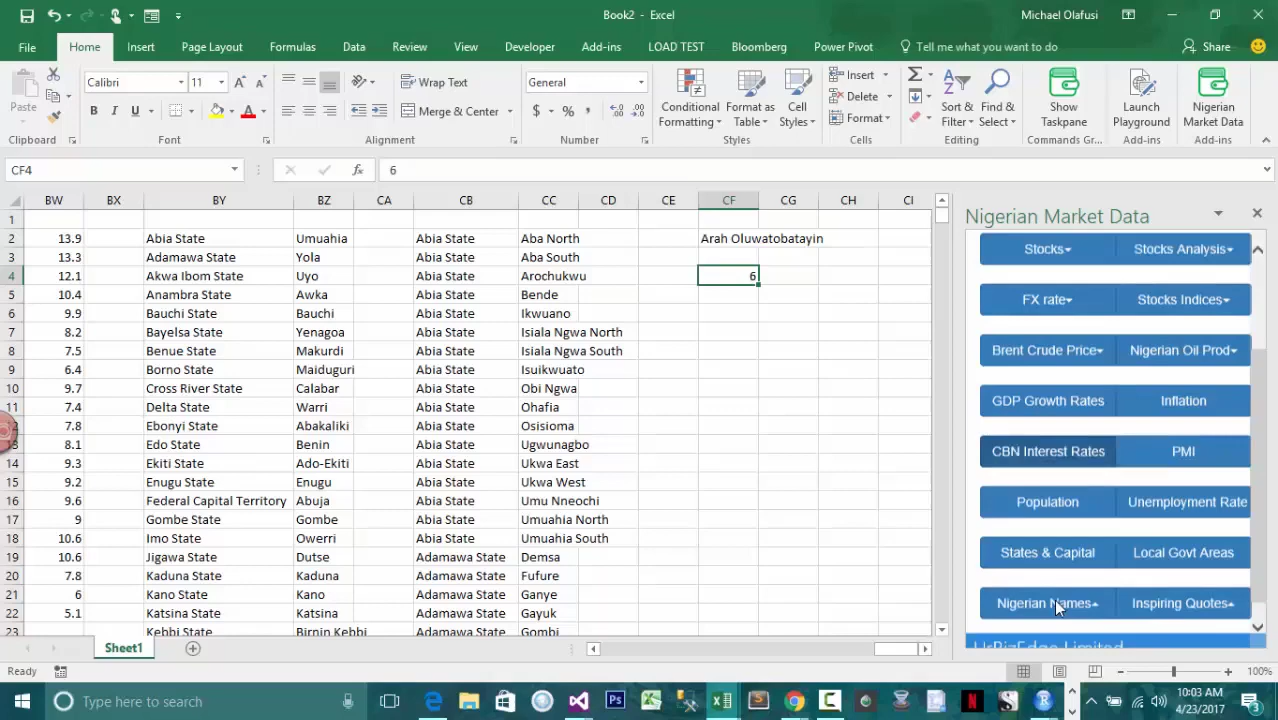 Book2 - Excel
Michael Olafusi
File Home Insert Page Layout Formulas Data Review View Developer Add-ins LOAD TEST Bloomberg Power Pivot Tell me what you want to do Share
Paste Calibri 11 A A Wrap Text General Conditional Formatting Format as Table Cell Styles Insert Sort & Filter Find & Select Show Taskpane Launch Playground Nigerian Market Data
B I U A Merge & Center $ % , Delete
Format
Clipboard Font Alignment Number Styles Cells Editing Commands Gr... Add-ins Add-ins
CF4 fx 6
BW BX BY BZ CA CB CC CD CE CF CG CH CI
1
2 13.9 Abia State Umuahia Abia State Aba North Arah Oluwatobatayin
3 13.3 Adamawa State Yola Abia State Aba South
4 12.1 Akwa Ibom State Uyo Abia State Arochukwu 6
5 10.4 Anambra State Awka Abia State Bende
6 9.9 Bauchi State Bauchi Abia State Ikwuano
7 8.2 Bayelsa State Yenagoa Abia State Isiala Ngwa North
8 7.5 Benue State Makurdi Abia State Isiala Ngwa South
9 6.4 Borno State Maiduguri Abia State Isuikwuato
10 9.7 Cross River State Calabar Abia State Obi Ngwa
11 7.4 Delta State Warri Abia State Ohafia
7.8 Ebonyi State Abakaliki Abia State Osisioma
8.1 Edo State Benin Abia State Ugwunagbo
14 9.3 Ekiti State Ado-Ekiti Abia State Ukwa East
15 9.2 Enugu State Enugu Abia State Ukwa West
16 9.6 Federal Capital Territory Abuja Abia State Umu Nneochi
17 9 Gombe State Gombe Abia State Umuahia North
18 10.6 Imo State Owerri Abia State Umuahia South
19 10.6 Jigawa State Dutse Adamawa State Demsa
20 7.8 Kaduna State Kaduna Adamawa State Fufure
21 6 Kano State Kano Adamawa State Ganye
22 5.1 Katsina State Katsina Adamawa State Gayuk
23 Kebbi State Birnin Kebbi Adamawa State Gombi
Nigerian Market Data
Stocks Stocks Analysis
FX rate Stocks Indices
Brent Crude Price Nigerian Oil Prod
GDP Growth Rates Inflation
CBN Interest Rates PMI
Population Unemployment Rate
States & Capital Local Govt Areas
Nigerian Names Inspiring Quotes
UrBizEdge Limited
Sheet1
Ready 100%
Type here to search
10:03 AM
4/23/2017